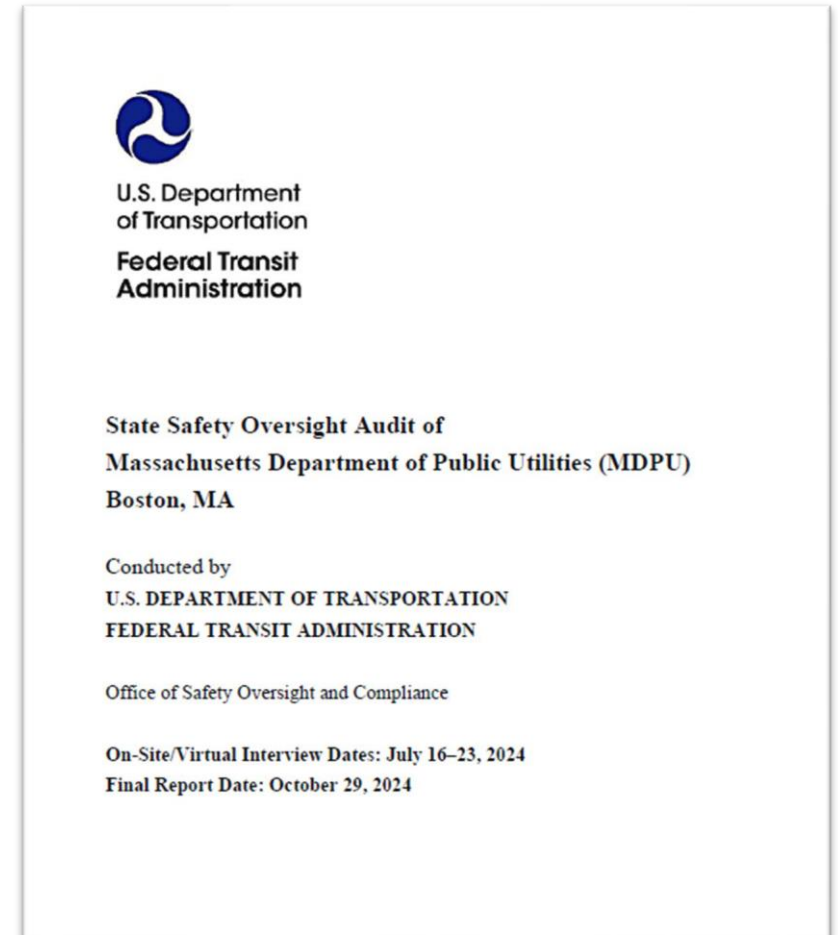 U.S. Department
of Transportation
Federal Transit
Administration
State Safety Oversight Audit of
Massachusetts Department of Public Utilities (MDPU)
Boston, MA
Conducted by
U.S. DEPARTMENT OF TRANSPORTATION
FEDERAL TRANSIT ADMINISTRATION
Office of Safety Oversight and Compliance
On-Site/Virtual Interview Dates: July 16–23, 2024
Final Report Date: October 29, 2024